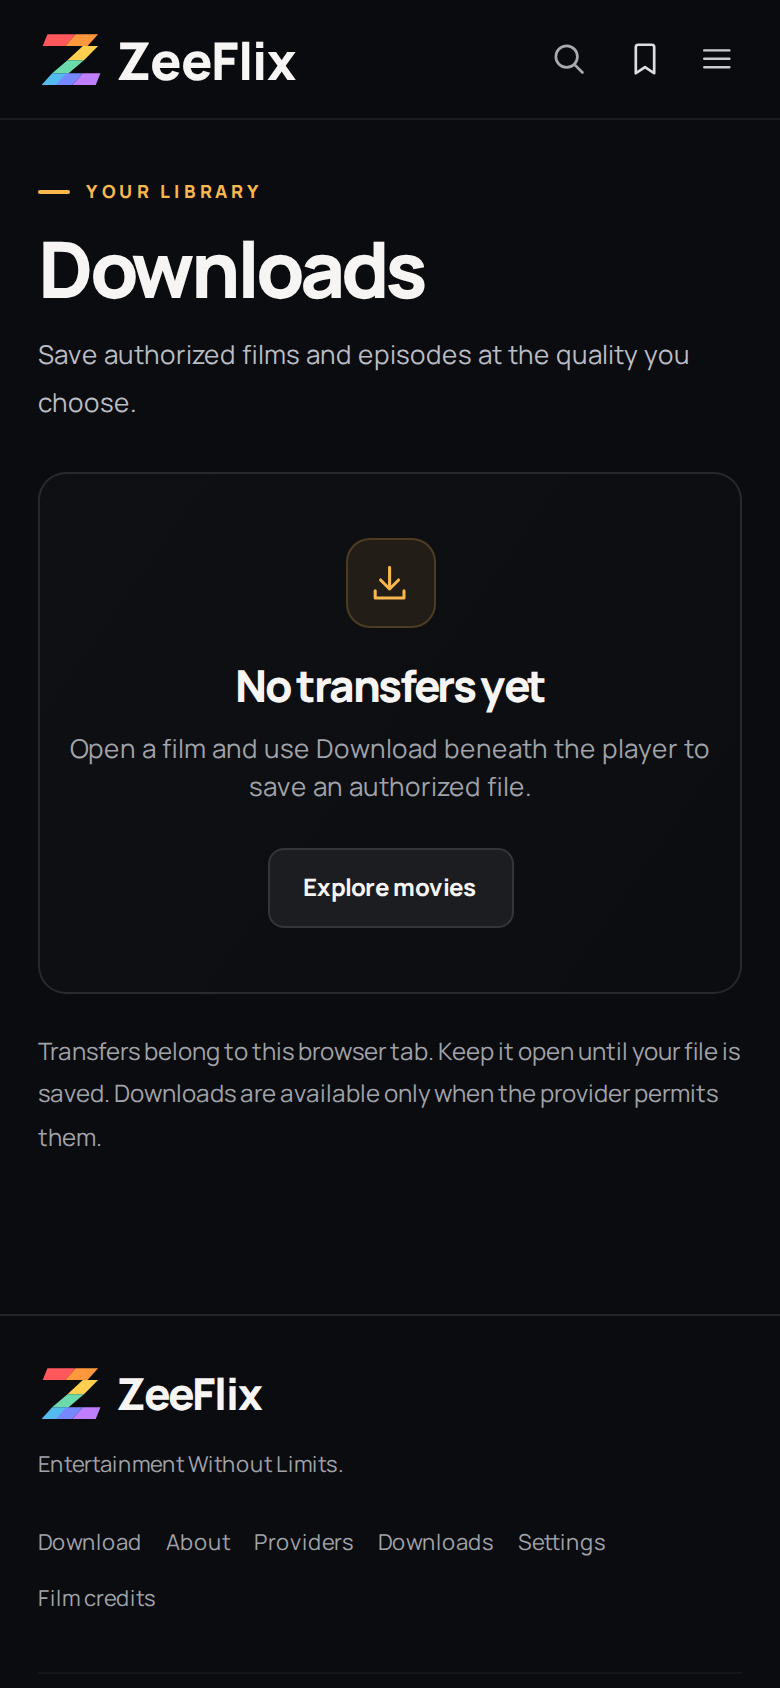 ZeeFlix
YOUR LIBRARY
Downloads
Save authorized films and episodes at the quality you
choose.
No transfers yet
Open a film and use Download beneath the player to
save an authorized file.
Explore movies
Transfers belong to this browser tab. Keep it open until your file is
saved. Downloads are available only when the provider permits
them.
ZeeFlix
Entertainment Without Limits.
Download About Providers Downloads Settings
Film credits